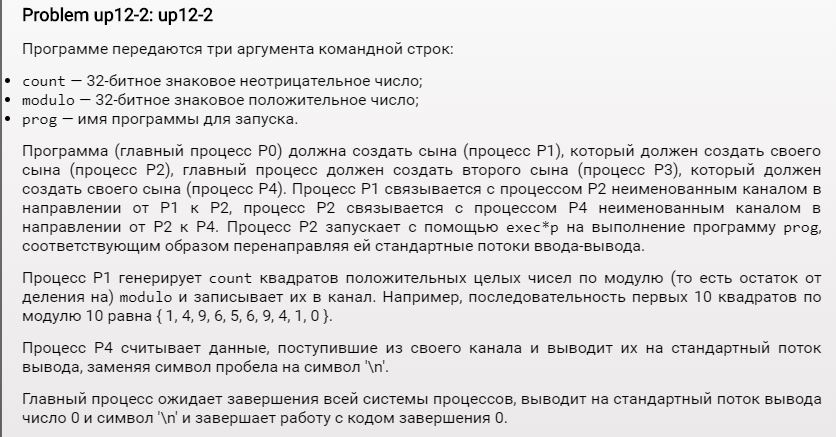 Problem up12-2: up12-2
Программе передаются три аргумента командной строк:
count — 32-битное знаковое неотрицательное число;
modulo — 32-битное знаковое положительное число;
prog — имя программы для запуска.
Программа (главный процесс P0) должна создать сына (процесс P1), который должен создать своего
сына (процесс P2), главный процесс должен создать второго сына (процесс P3), который должен
создать своего сына (процесс P4). Процесс P1 связывается с процессом P2 неименованным каналом в
направлении от P1 к P2, процесс P2 связывается с процессом P4 неименованным каналом в
направлении от P2 к P4. Процесс P2 запускает с помощью exec*p на выполнение программу prog,
соответствующим образом перенаправляя ей стандартные потоки ввода-вывода.
Процесс P1 генерирует count квадратов положительных целых чисел по модулю (то есть остаток от
деления на) modulo и записывает их в канал. Например, последовательность первых 10 квадратов по
модулю 10 равна { 1, 4, 9, 6, 5, 6, 9, 4, 1, 0 }.
Процесс P4 считывает данные, поступившие из своего канала и выводит их на стандартный поток
вывода, заменяя символ пробела на символ '\n'.
Главный процесс ожидает завершения всей системы процессов, выводит на стандартный поток вывода
число 0 и символ '\n' и завершает работу с кодом завершения 0.